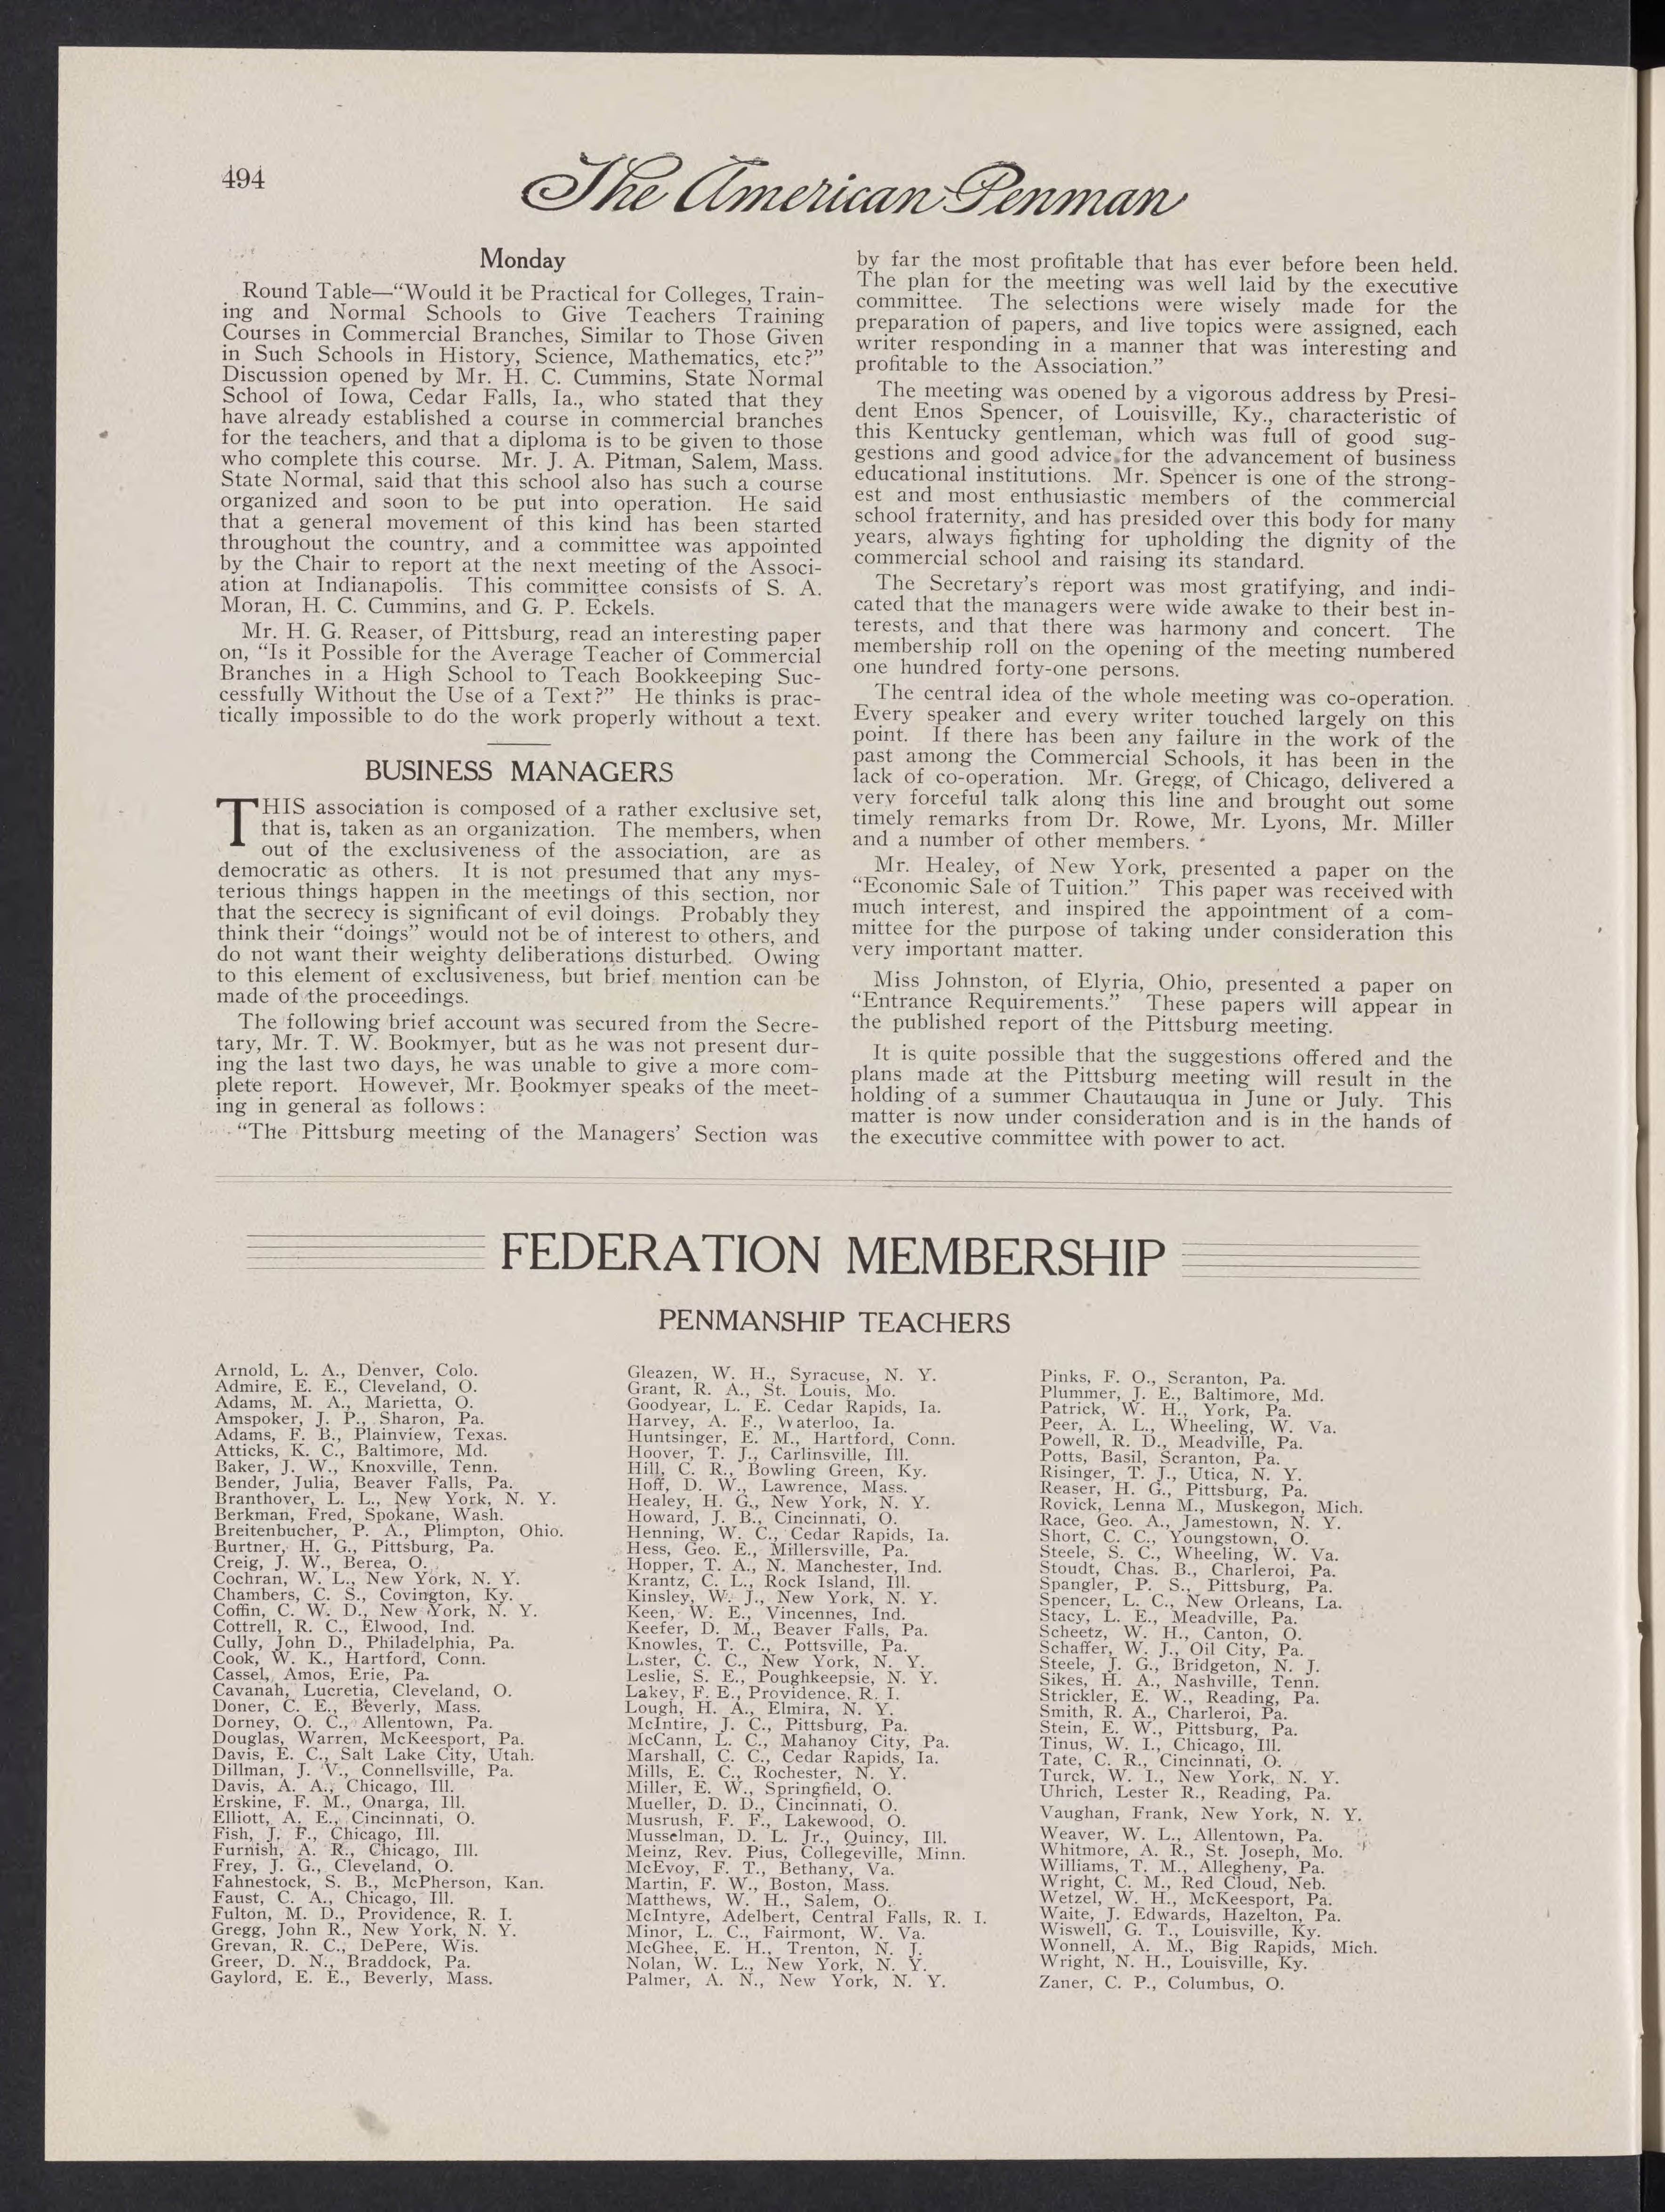 494
The American Penman
Monday
Round Table—“Would it be Practical for Colleges, Train-
ing and Normal Schools to Give Teachers Training
Courses in Commercial Branches, Similar to Those Given
in Such Schools in History, Science, Mathematics, etc?”
Discussion opened by Mr. H. C. Cummins, State Normal
School of Iowa, Cedar Falls, Ia., who stated that they
have already established a course in commercial branches
for the teachers, and that a diploma is to be given to those
who complete this course. Mr. J. A. Pitman, Salem, Mass.
State Normal, said that this school also has such a course
organized and soon to be put into operation. He said
that a general movement of this kind has been started
throughout the country, and a committee was appointed
by the Chair to report at the next meeting of the Associ-
ation at Indianapolis. This committee consists of S. A.
Moran, H. C. Cummins, and G. P. Eckels.
Mr. H. G. Reaser, of Pittsburg, read an interesting paper
on, “Is it Possible for the Average Teacher of Commercial
Branches in a High School to Teach Bookkeeping Suc-
cessfully Without the Use of a Text?” He thinks is prac-
tically impossible to do the work properly without a text.
BUSINESS MANAGERS
THIS association is composed of a rather exclusive set,
that is, taken as an organization. The members, when
out of the exclusiveness of the association, are as
democratic as others. It is not presumed that any mys-
terious things happen in the meetings of this section, nor
that the secrecy is significant of evil doings. Probably they
think their “doings” would not be of interest to others, and
do not want their weighty deliberations disturbed. Owing
to this element of exclusiveness, but brief mention can be
made of the proceedings.
The following brief account was secured from the Secre-
tary, Mr. T. W. Bookmyer, but as he was not present dur-
ing the last two days, he was unable to give a more com-
plete report. However, Mr. Bookmyer speaks of the meet-
ing in general as follows:
“The Pittsburg meeting of the Managers’ Section was
by far the most profitable that has ever before been held.
The plan for the meeting was well laid by the executive
committee. The selections were wisely made for the
preparation of papers, and live topics were assigned, each
writer responding in a manner that was interesting and
profitable to the Association.”
The meeting was opened by a vigorous address by Presi-
dent Enos Spencer, of Louisville, Ky., characteristic of
this Kentucky gentleman, which was full of good sug-
gestions and good advice for the advancement of business
educational institutions. Mr. Spencer is one of the strong-
est and most enthusiastic members of the commercial
school fraternity, and has presided over this body for many
years, always fighting for upholding the dignity of the
commercial school and raising its standard.
The Secretary’s report was most gratifying, and indi-
cated that the managers were wide awake to their best in-
terests, and that there was harmony and concert. The
membership roll on the opening of the meeting numbered
one hundred forty-one persons.
The central idea of the whole meeting was co-operation.
Every speaker and every writer touched largely on this
point. If there has been any failure in the work of the
past among the Commercial Schools, it has been in the
lack of co-operation. Mr. Gregg, of Chicago, delivered a
very forceful talk along this line and brought out some
timely remarks from Dr. Rowe, Mr. Lyons, Mr. Miller
and a number of other members.
Mr. Healey, of New York, presented a paper on the
“Economic Sale of Tuition.” This paper was received with
much interest, and inspired the appointment of a com-
mittee for the purpose of taking under consideration this
very important matter.
Miss Johnston, of Elyria, Ohio, presented a paper on
“Entrance Requirements.” These papers will appear in
the published report of the Pittsburg meeting.
It is quite possible that the suggestions offered and the
plans made at the Pittsburg meeting will result in the
holding of a summer Chautauqua in June or July. This
matter is now under consideration and is in the hands of
the executive committee with power to act.
FEDERATION MEMBERSHIP
PENMANSHIP TEACHERS
Arnold, L. A., Denver, Colo.
Admire, E. E., Cleveland, O.
Adams, M. A., Marietta, O.
Amspoker, J. P., Sharon, Pa.
Adams, F. B., Plainview, Texas.
Atticks, K. C., Baltimore, Md.
Baker, J. W., Knoxville, Tenn.
Bender, Julia, Beaver Falls, Pa.
Branthover, L. L., New York, N. Y.
Berkman, Fred, Spokane, Wash.
Breitenbucher, P. A., Plimpton, Ohio.
Burtner, H. G., Pittsburg, Pa.
Creig, J. W., Berea, O.
Cochran, W. L., New York, N. Y.
Chambers, C. S., Covington, Ky.
Coffin, C. W. D., New York, N. Y.
Cottrell, R. C., Elwood, Ind.
Cully, John D., Philadelphia, Pa.
Cook, W. K., Hartford, Conn.
Cassel, Amos, Erie, Pa.
Cavanah, Lucretia, Cleveland, O.
Doner, C. E., Beverly, Mass.
Dorney, O. C., Allentown, Pa.
Douglas, Warren, McKeesport, Pa.
Davis, E. C., Salt Lake City, Utah.
Dillman, J. V., Connellsville, Pa.
Davis, A. A., Chicago, Ill.
Erskine, F. M., Onarga, Ill.
Elliott, A. E., Cincinnati, O.
Fish, J. F., Chicago, Ill.
Furnish, A. R., Chicago, Ill.
Frey, J. G., Cleveland, O.
Fahnestock, S. B., McPherson, Kan.
Faust, C. A., Chicago, Ill.
Fulton, M. D., Providence, R. I.
Gregg, John R., New York, N. Y.
Grevan, R. C., DePere, Wis.
Greer, D. N., Braddock, Pa.
Gaylord, E. E., Beverly, Mass.
Gleazen, W. H., Syracuse, N. Y.
Grant, R. A., St. Louis, Mo.
Goodyear, L. E. Cedar Rapids, Ia.
Harvey, A. F., Waterloo, Ia.
Huntsinger, E. M., Hartford, Conn.
Hoover, T. J., Carlinsville, Ill.
Hill, C. R., Bowling Green, Ky.
Hoff, D. W., Lawrence, Mass.
Healey, H. G., New York, N. Y.
Howard, J. B., Cincinnati, O.
Henning, W. C., Cedar Rapids, Ia.
Hess, Geo. E., Millersville, Pa.
Hopper, T. A., N. Manchester, Ind.
Krantz, C. L., Rock Island, Ill.
Kinsley, W. J., New York, N. Y.
Keen, W. E., Vincennes, Ind.
Keefer, D. M., Beaver Falls, Pa.
Knowles, T. C., Pottsville, Pa.
Lister, C. C., New York, N. Y.
Leslie, S. E., Poughkeepsie, N. Y.
Lakey, F. E., Providence, R. I.
Lough, H. A., Elmira, N. Y.
McIntire, J. C., Pittsburg, Pa.
McCann, L. C., Mahanoy City, Pa.
Marshall, C. C., Cedar Rapids, Ia.
Mills, E. C., Rochester, N. Y.
Miller, E. W., Springfield, O.
Mueller, D. D., Cincinnati, O.
Musrush, F. F., Lakewood, O.
Musselman, D. L. Jr., Quincy, Ill.
Meinz, Rev. Pius, Collegeville, Minn.
McEvoy, F. T., Bethany, Va.
Martin, F. W., Boston, Mass.
Matthews, W. H., Salem, O.
McIntyre, Adelbert, Central Falls, R. I.
Minor, L. C., Fairmont, W. Va.
McGhee, E. H., Trenton, N. J.
Nolan, W. L., New York, N. Y.
Palmer, A. N., New York, N. Y.
Pinks, F. O., Scranton, Pa.
Plummer, J. E., Baltimore, Md.
Patrick, W. H., York, Pa.
Peer, A. L., Wheeling, W. Va.
Powell, R. D., Meadville, Pa.
Potts, Basil, Scranton, Pa.
Risinger, T. J., Utica, N. Y.
Reaser, H. G., Pittsburg, Pa.
Rovick, Lenna M., Muskegon, Mich.
Race, Geo. A., Jamestown, N. Y.
Short, C. C., Youngstown, O.
Steele, S. C., Wheeling, W. Va.
Stoudt, Chas. B., Charleroi, Pa.
Spangler, P. S., Pittsburg, Pa.
Spencer, L. C., New Orleans, La.
Stacy, L. E., Meadville, Pa.
Scheetz, W. H., Canton, O.
Schaffer, W. J., Oil City, Pa.
Steele, J. G., Bridgeton, N. J.
Sikes, H. A., Nashville, Tenn.
Strickler, E. W., Reading, Pa.
Smith, R. A., Charleroi, Pa.
Stein, E. W., Pittsburg, Pa.
Tinus, W. I., Chicago, Ill.
Tate, C. R., Cincinnati, O.
Turck, W. I., New York, N. Y.
Uhrich, Lester R., Reading, Pa.
Vaughan, Frank, New York, N. Y.
Weaver, W. L., Allentown, Pa.
Whitmore, A. R., St. Joseph, Mo.
Williams, T. M., Allegheny, Pa.
Wright, C. M., Red Cloud, Neb.
Wetzel, W. H., McKeesport, Pa.
Waite, J. Edwards, Hazelton, Pa.
Wiswell, G. T., Louisville, Ky.
Wonnell, A. M., Big Rapids, Mich.
Wright, N. H., Louisville, Ky.
Zaner, C. P., Columbus, O.